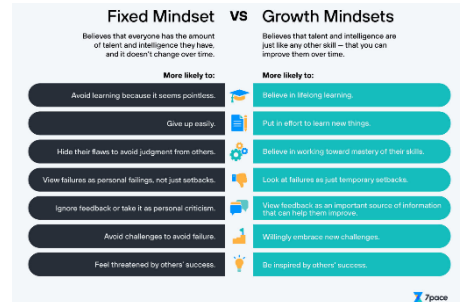 Fixed Mindset VS Growth Mindsets
Believes that everyone has the amount
of talent and intelligence they have,
and it doesn't change over time.
Believes that talent and intelligence are
just like any other skill — that you can
improve them over time.
More likely to:
More likely to:
Avoid learning because it seems pointless.
Believe in lifelong learning.
Give up easily.
Put in effort to learn new things.
Hide their flaws to avoid judgment from others.
Believe in working toward mastery of their skills.
View failures as personal failings, not just setbacks.
Look at failures as just temporary setbacks.
Ignore feedback or take it as personal criticism.
View feedback as an important source of information
that can help them improve.
Avoid challenges to avoid failure.
Willingly embrace new challenges.
Feel threatened by others' success.
Be inspired by others' success.
7pace